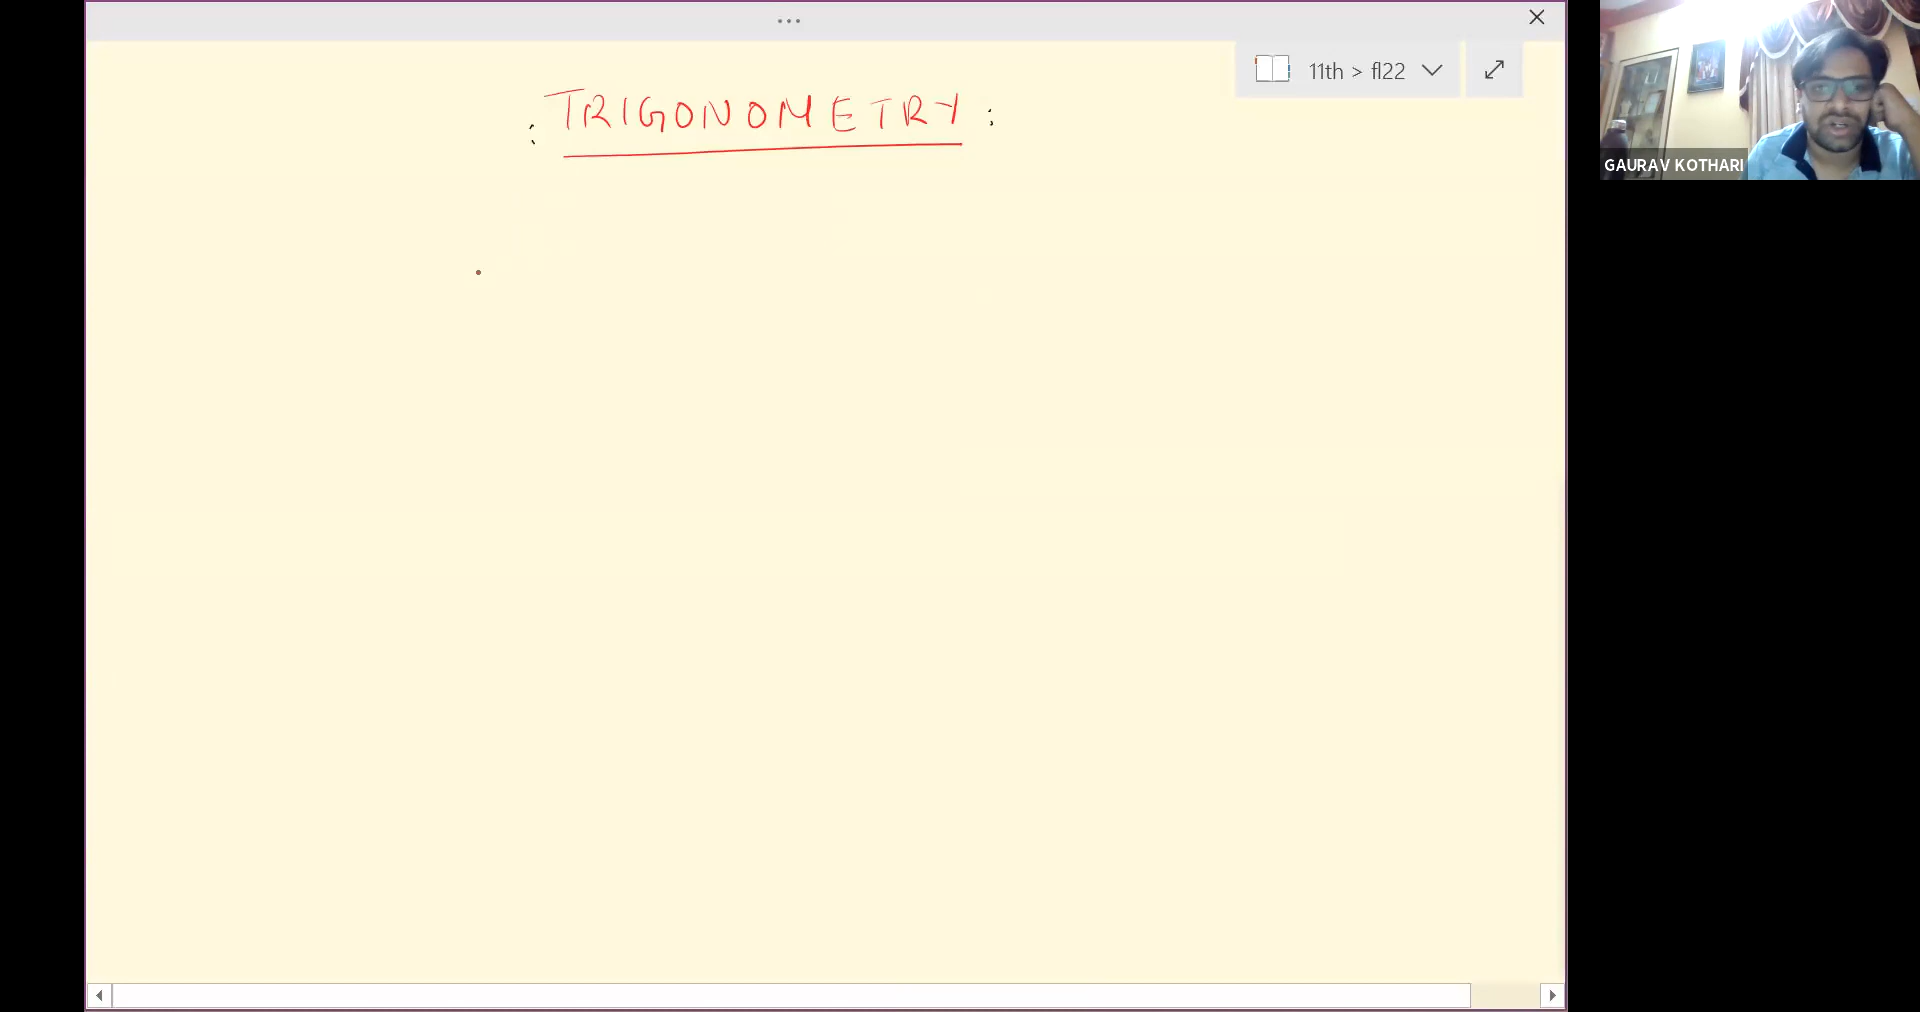 11th > fl22
: TRIGONOMETRY :
GAURAV KOTHARI